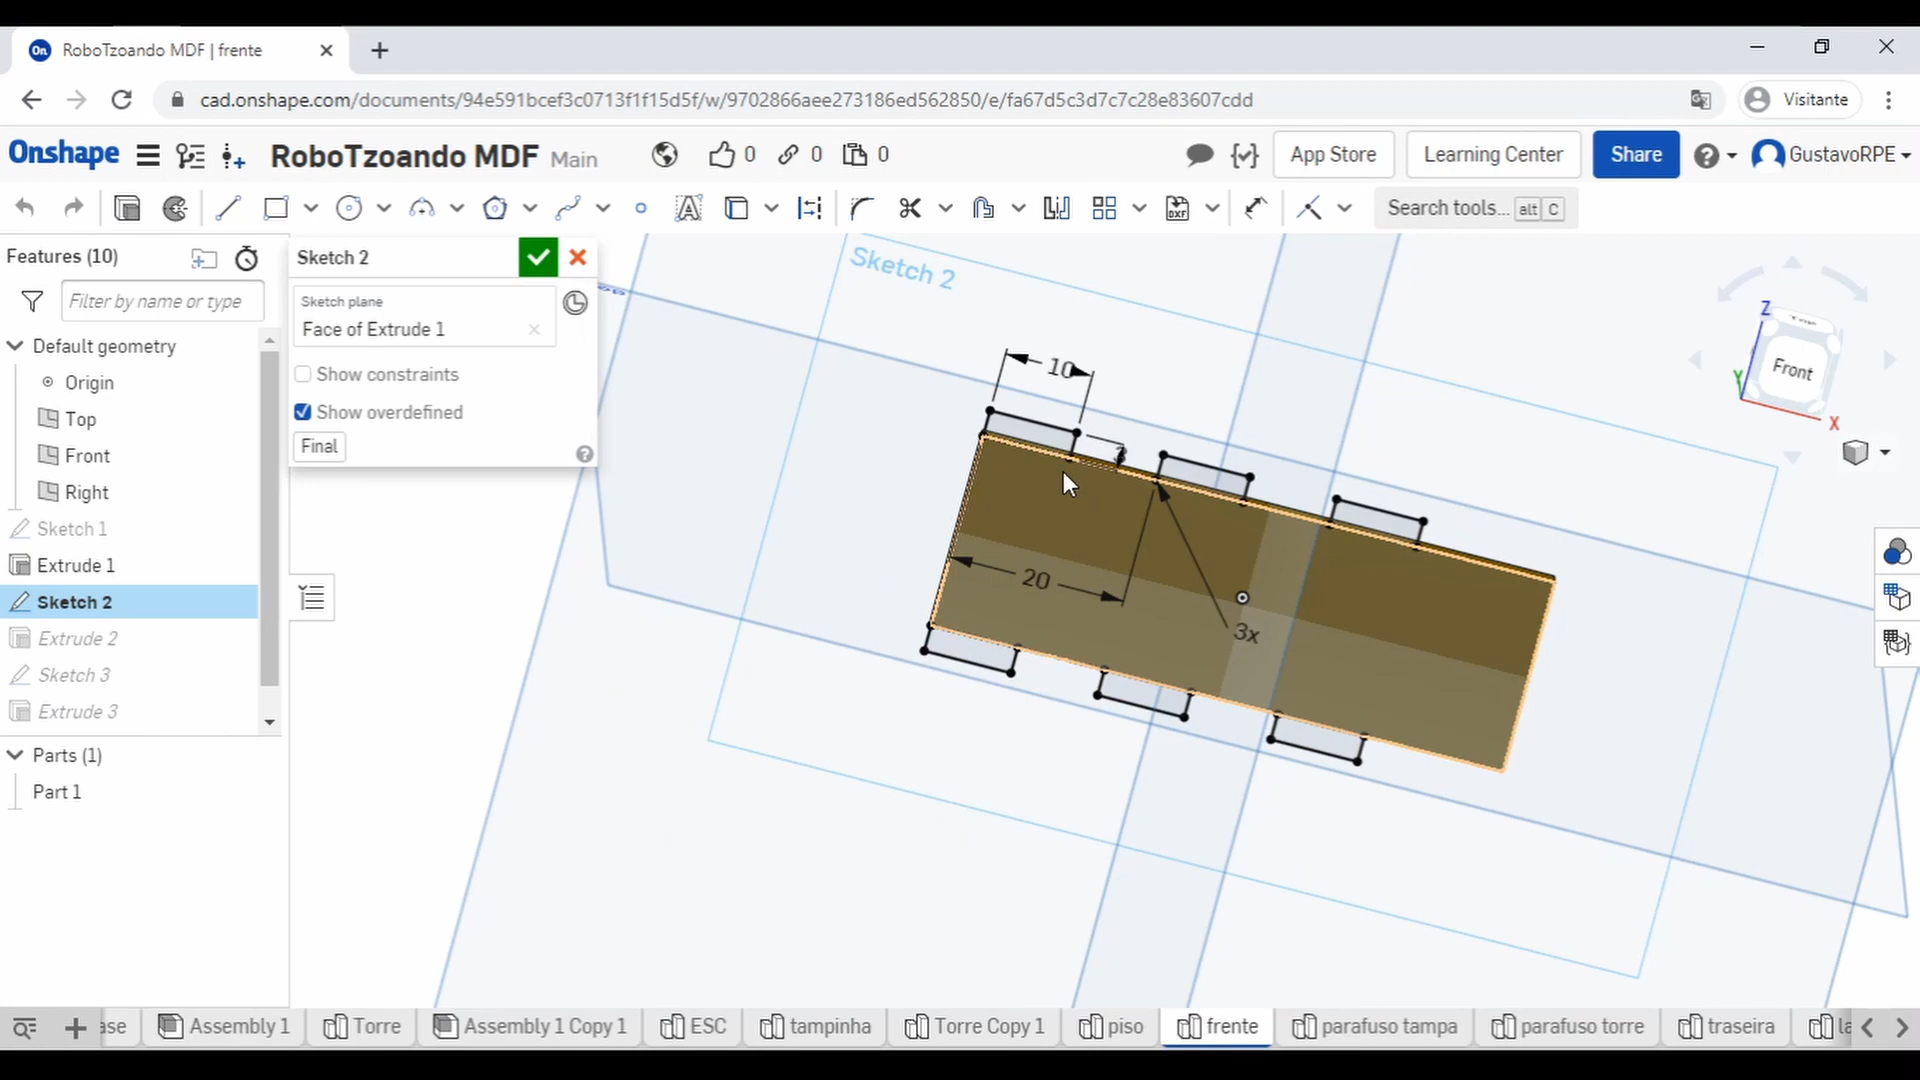 RoboTzoando MDF | frente
cad.onshape.com/documents/94e591bcef3c0713f1f15d5f/w/9702866aee273186ed562850/e/fa67d5c3d7c7c28e83607cdd
Visitante
Onshape
RoboTzoando MDF Main
0
0
0
App Store
Learning Center
Share
GustavoRPE
Search tools... alt C
Features (10)
Filter by name or type
Default geometry
Origin
Top
Front
Right
Sketch 1
Extrude 1
Sketch 2
Extrude 2
Sketch 3
Extrude 3
Parts (1)
Part 1
Sketch 2
Sketch plane
Face of Extrude 1
Show constraints
Show overdefined
Final
Sketch 2
10
3
20
3x
Z
Y
X
Front
ase
Assembly 1
Torre
Assembly 1 Copy 1
ESC
tampinha
Torre Copy 1
piso
frente
parafuso tampa
parafuso torre
traseira